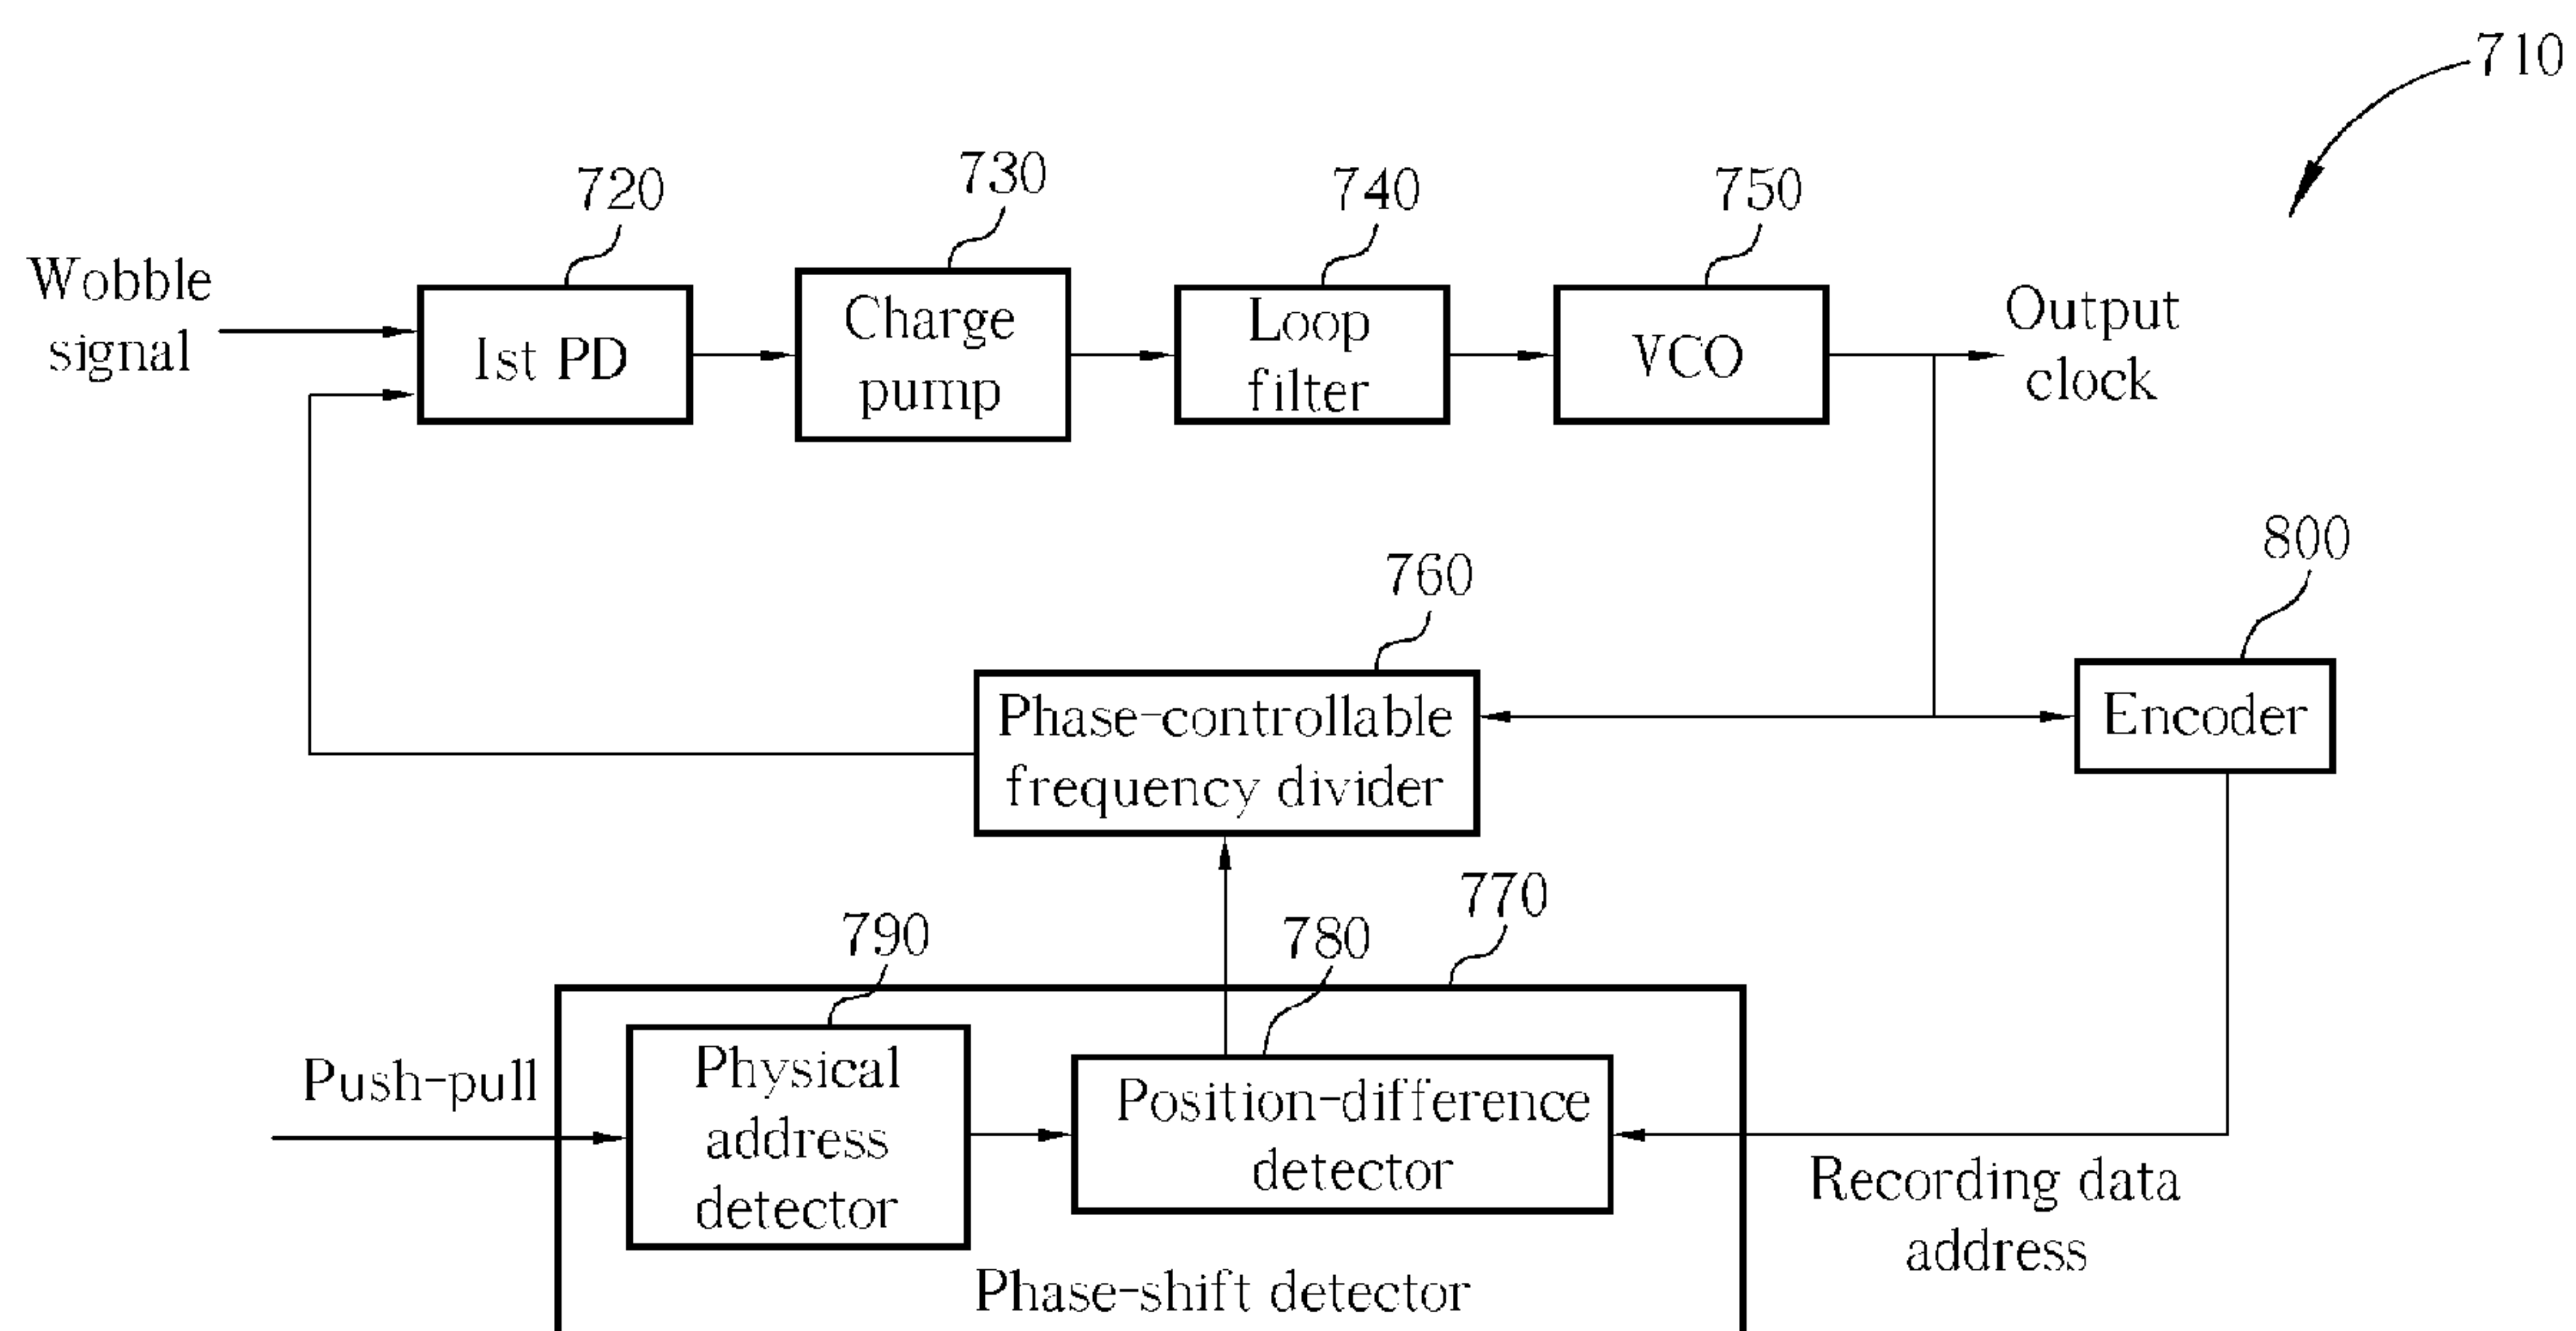 710
720
730
740
750
Wobble
signal
1st PD
Charge
pump
Loop
filter
VCO
Output
clock
760
800
Phase-controllable
frequency divider
Encoder
770
790
780
Push-pull
Physical
address
detector
Position-difference
detector
Recording data
address
Phase-shift detector